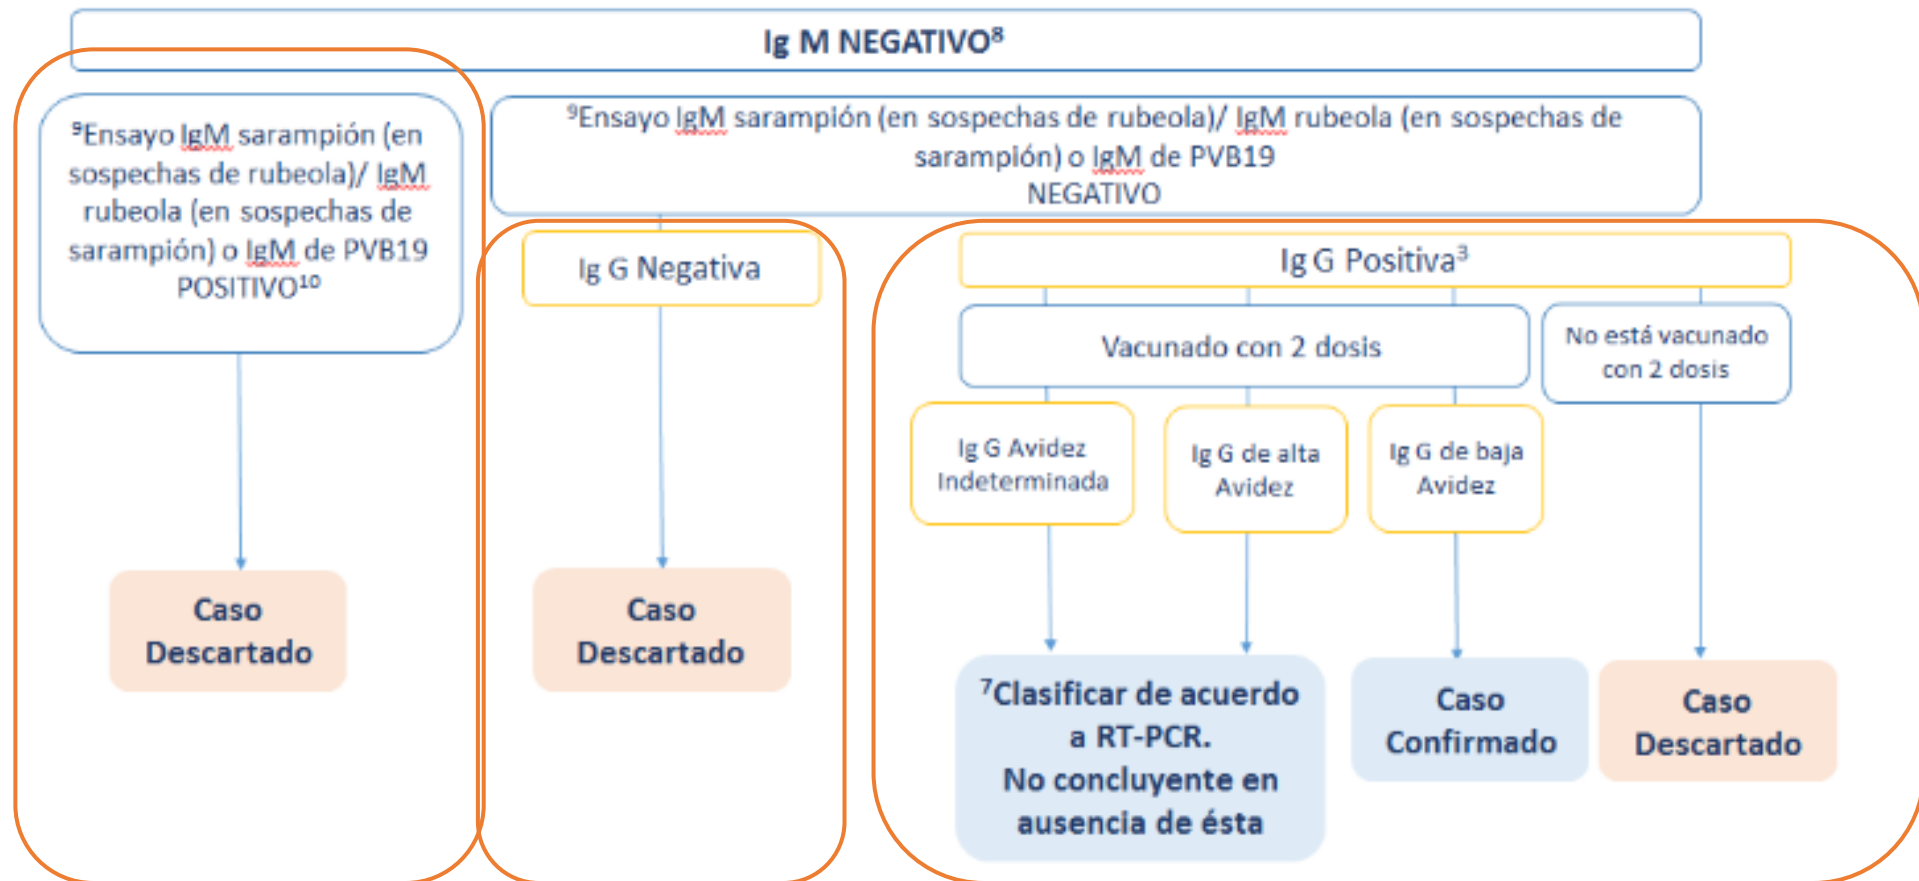 Ig M NEGATIVO⁸
⁹Ensayo IgM sarampión (en
sospechas de rubeola)/ IgM
rubeola (en sospechas de
sarampión) o IgM de PVB19
POSITIVO¹⁰
Caso
Descartado
⁹Ensayo IgM sarampión (en sospechas de rubeola)/ IgM rubeola (en sospechas de
sarampión) o IgM de PVB19
NEGATIVO
Ig G Negativa
Caso
Descartado
Ig G Positiva³
Vacunado con 2 dosis
No está vacunado
con 2 dosis
Ig G Avidez
Indeterminada
Ig G de alta
Avidez
Ig G de baja
Avidez
⁷Clasificar de acuerdo
a RT-PCR.
No concluyente en
ausencia de ésta
Caso
Confirmado
Caso
Descartado